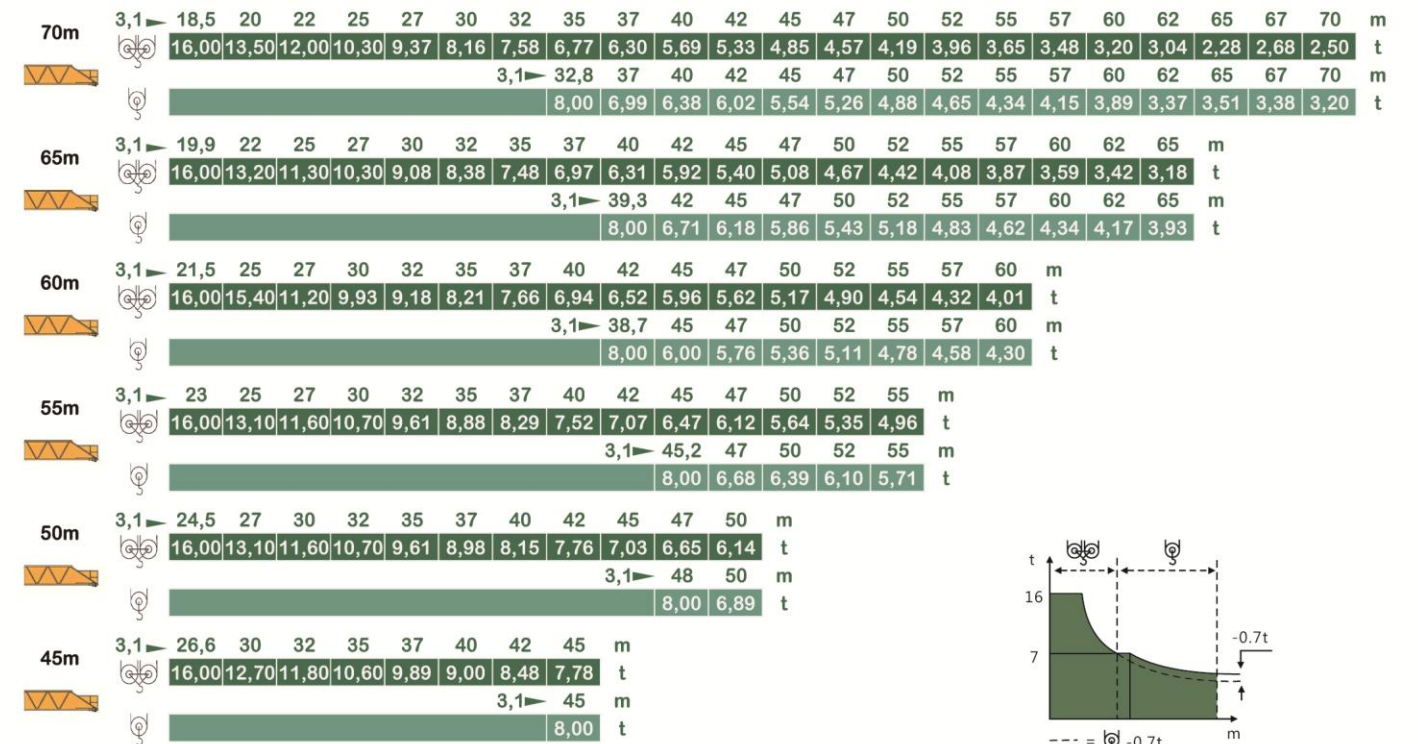 3,1 18,5 20 22 25 27 30 32 35 37 40 42 45 47 50 52 55 57 60 62 65 67 70 m
70m
16,00 13,50 12,00 10,30 9,37 8,16 7,58 6,77 6,30 5,69 5,33 4,85 4,57 4,19 3,96 3,65 3,48 3,20 3,04 2,28 2,68 2,50 t
3,1 32,8 37 40 42 45 47 50 52 55 57 60 62 65 67 70 m
8,00 6,99 6,38 6,02 5,54 5,26 4,88 4,65 4,34 4,15 3,89 3,37 3,51 3,38 3,20 t
3,1 19,9 22 25 27 30 32 35 37 40 42 45 47 50 52 55 57 60 62 65 m
65m
16,00 13,20 11,30 10,30 9,08 8,38 7,48 6,97 6,31 5,92 5,40 5,08 4,67 4,42 4,08 3,87 3,59 3,42 3,18 t
3,1 39,3 42 45 47 50 52 55 57 60 62 65 m
8,00 6,71 6,18 5,86 5,43 5,18 4,83 4,62 4,34 4,17 3,93 t
3,1 21,5 25 27 30 32 35 37 40 42 45 47 50 52 55 57 60 m
60m
16,00 15,40 11,20 9,93 9,18 8,21 7,66 6,94 6,52 5,96 5,62 5,17 4,90 4,54 4,32 4,01 t
3,1 38,7 45 47 50 52 55 57 60 m
8,00 6,00 5,76 5,36 5,11 4,78 4,58 4,30 t
3,1 23 25 27 30 32 35 37 40 42 45 47 50 52 55 m
55m
16,00 13,10 11,60 10,70 9,61 8,88 8,29 7,52 7,07 6,47 6,12 5,64 5,35 4,96 t
3,1 45,2 47 50 52 55 m
8,00 6,68 6,39 6,10 5,71 t
3,1 24,5 27 30 32 35 37 40 42 45 47 50 m
50m
16,00 13,10 11,60 10,70 9,61 8,98 8,15 7,76 7,03 6,65 6,14 t
3,1 48 50 m
8,00 6,89 t
3,1 26,6 30 32 35 37 40 42 45 m
45m
16,00 12,70 11,80 10,60 9,89 9,00 8,48 7,78 t
3,1 45 m
8,00 t
t
16
7
-0.7t
m
= -0.7t